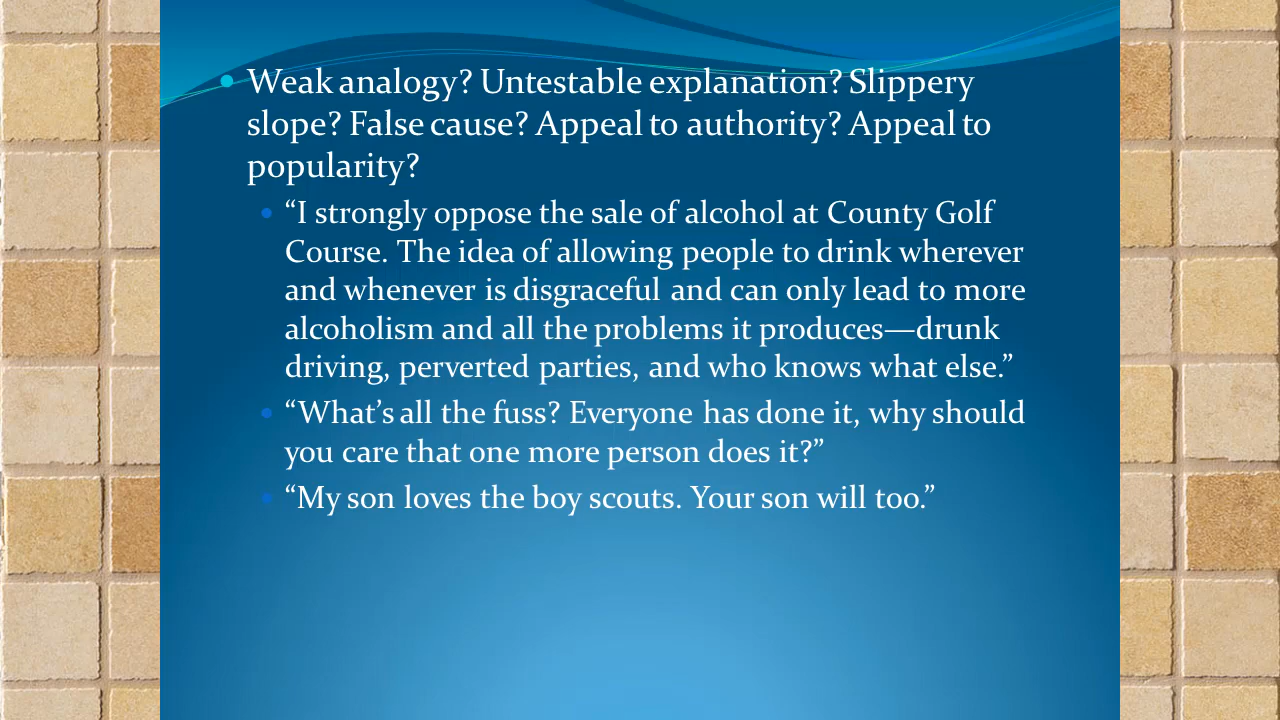 Weak analogy? Untestable explanation? Slippery
slope? False cause? Appeal to authority? Appeal to
popularity?
“I strongly oppose the sale of alcohol at County Golf
Course. The idea of allowing people to drink wherever
and whenever is disgraceful and can only lead to more
alcoholism and all the problems it produces—drunk
driving, perverted parties, and who knows what else.”
“What’s all the fuss? Everyone has done it, why should
you care that one more person does it?”
“My son loves the boy scouts. Your son will too.”